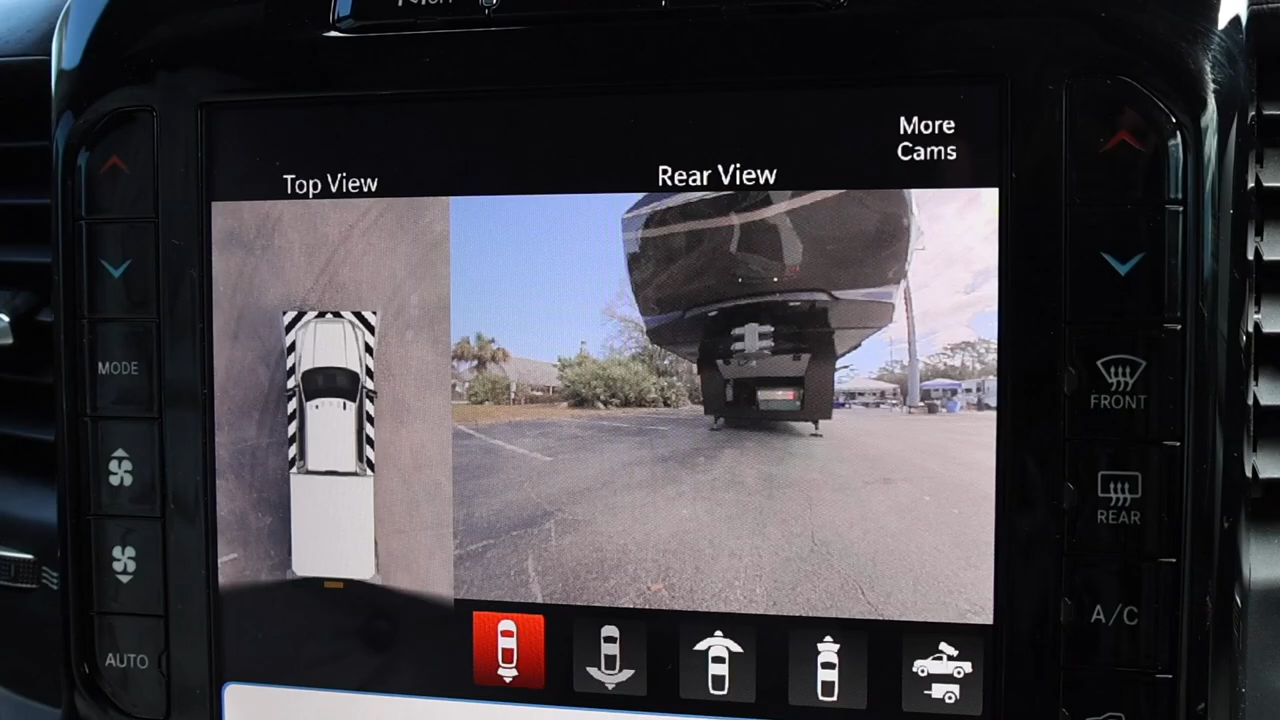 More
Cams
Top View
Rear View
MODE
FRONT
REAR
A/C
AUTO